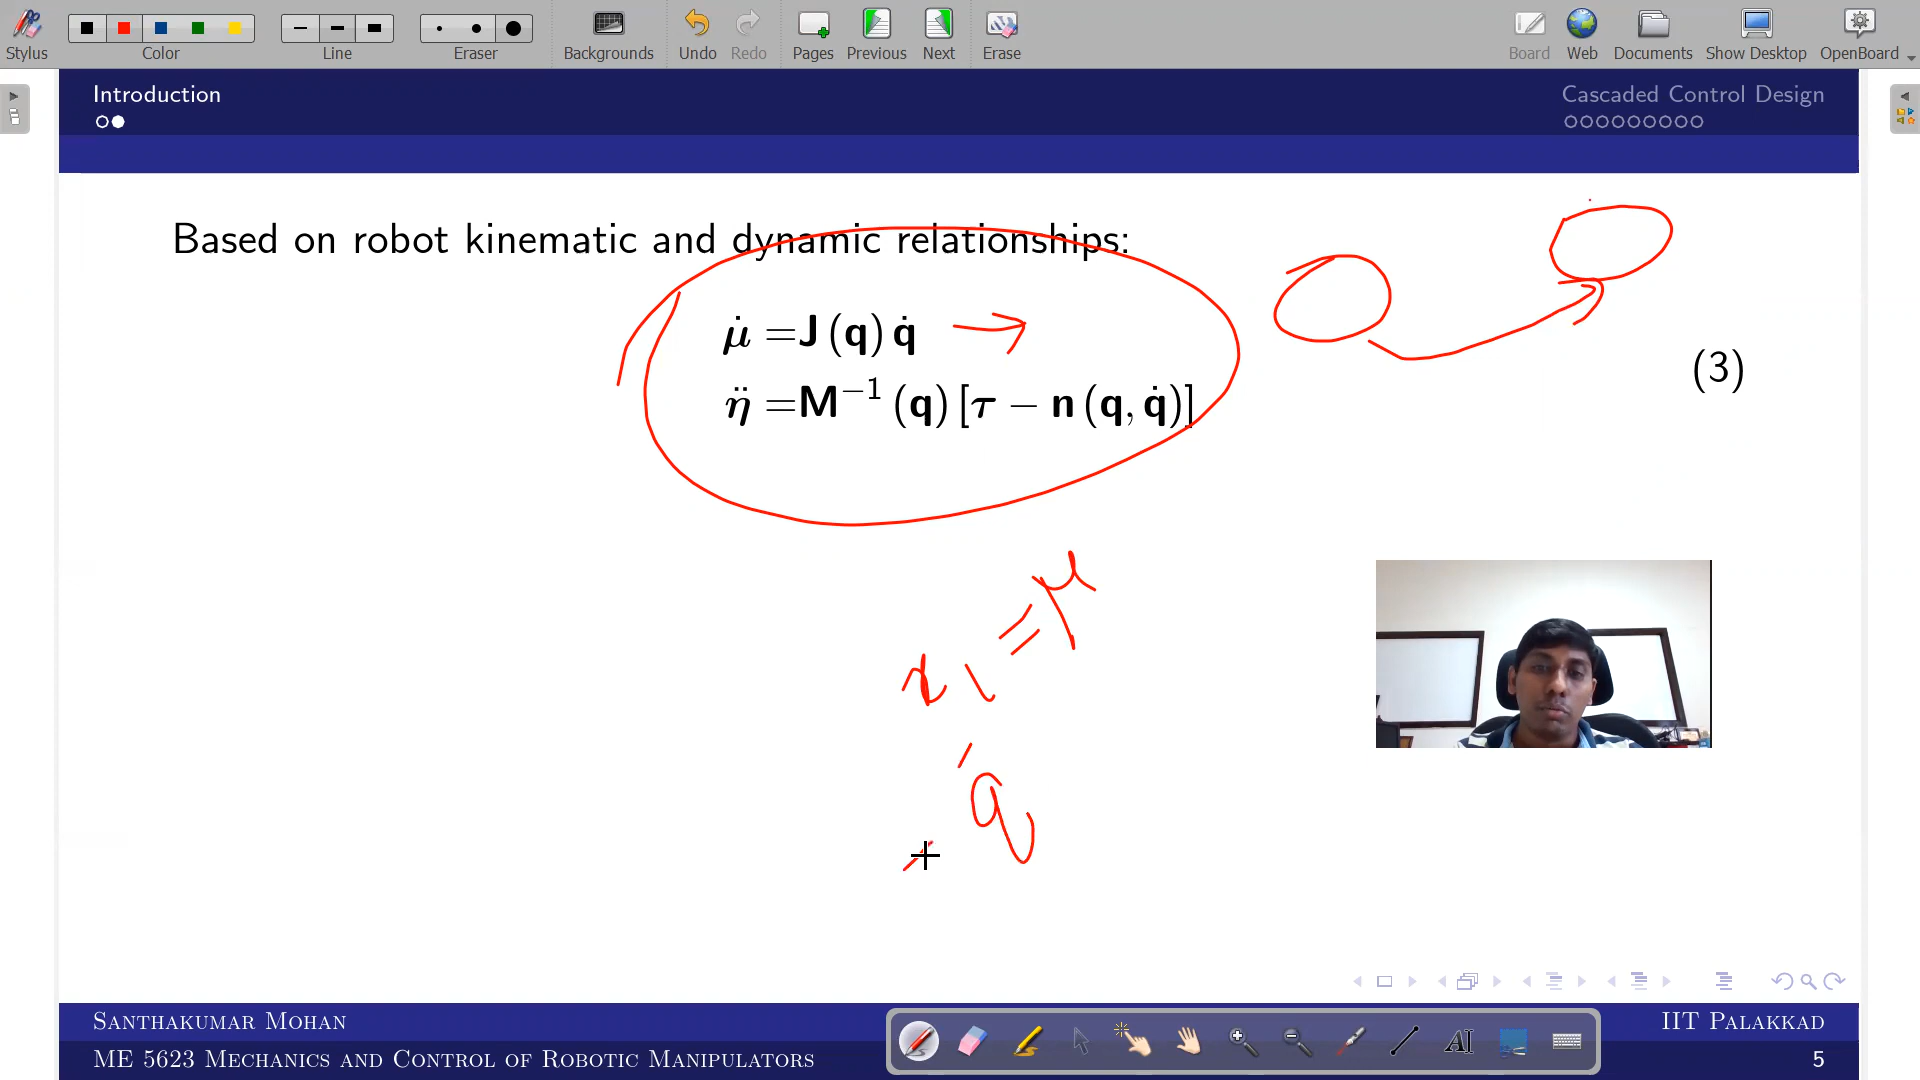 Stylus Color Line Eraser Backgrounds Undo Redo Pages Previous Next Erase Board Web Documents Show Desktop OpenBoard
Introduction Cascaded Control Design
Based on robot kinematic and dynamic relationships:
μ̇ =J (q) q̇ →
η̈ =M⁻¹ (q) [τ − n (q, q̇)]
(3)
x₁ = μ
q
Santhakumar Mohan IIT Palakkad
ME 5623 Mechanics and Control of Robotic Manipulators 5